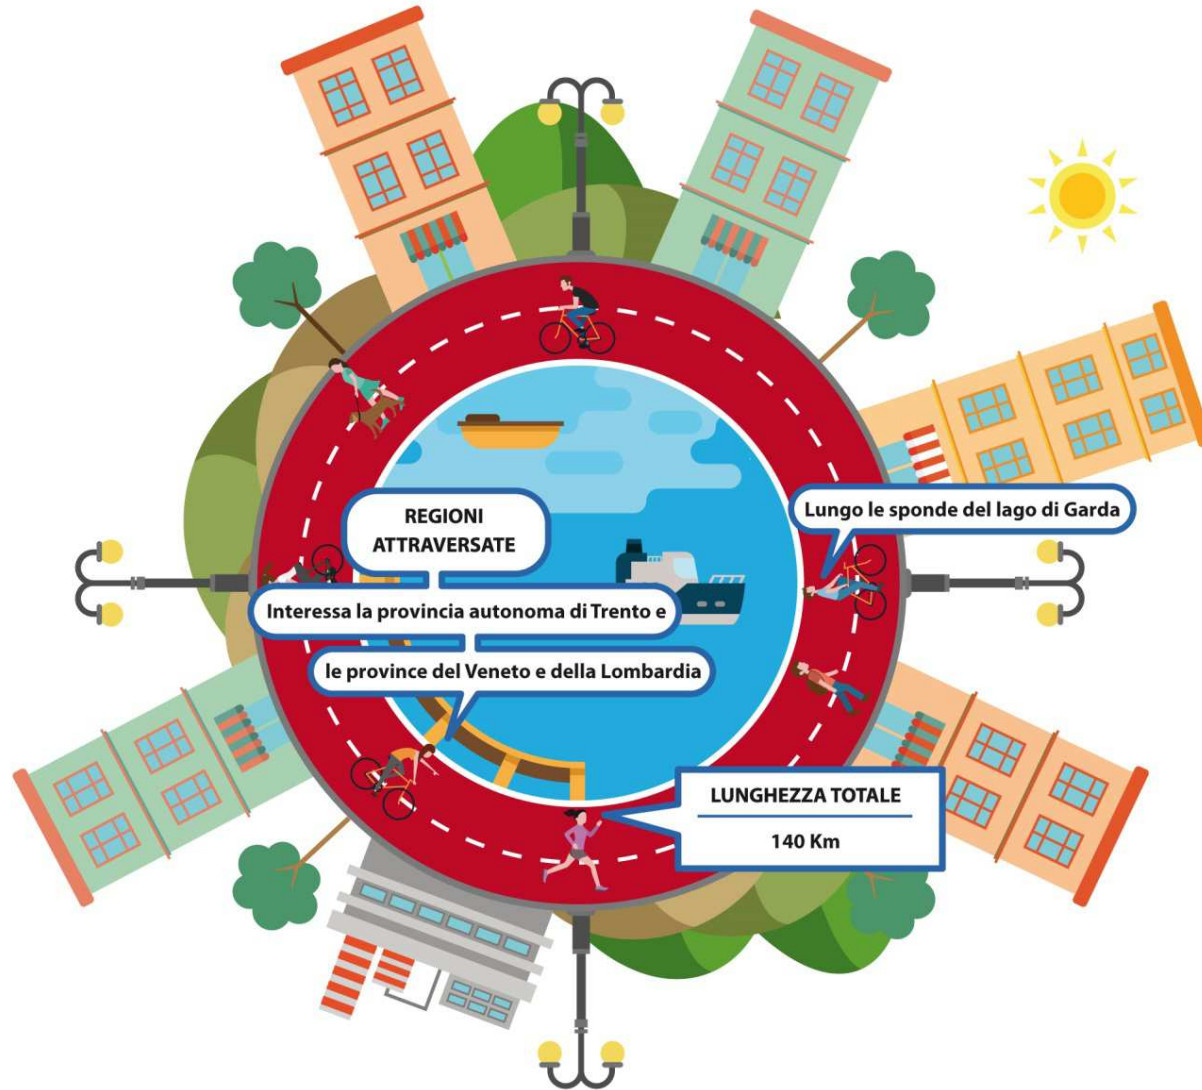 REGIONI
ATTRAVERSATE
Interessa la provincia autonoma di Trento e
le province del Veneto e della Lombardia
Lungo le sponde del lago di Garda
LUNGHEZZA TOTALE
140 Km